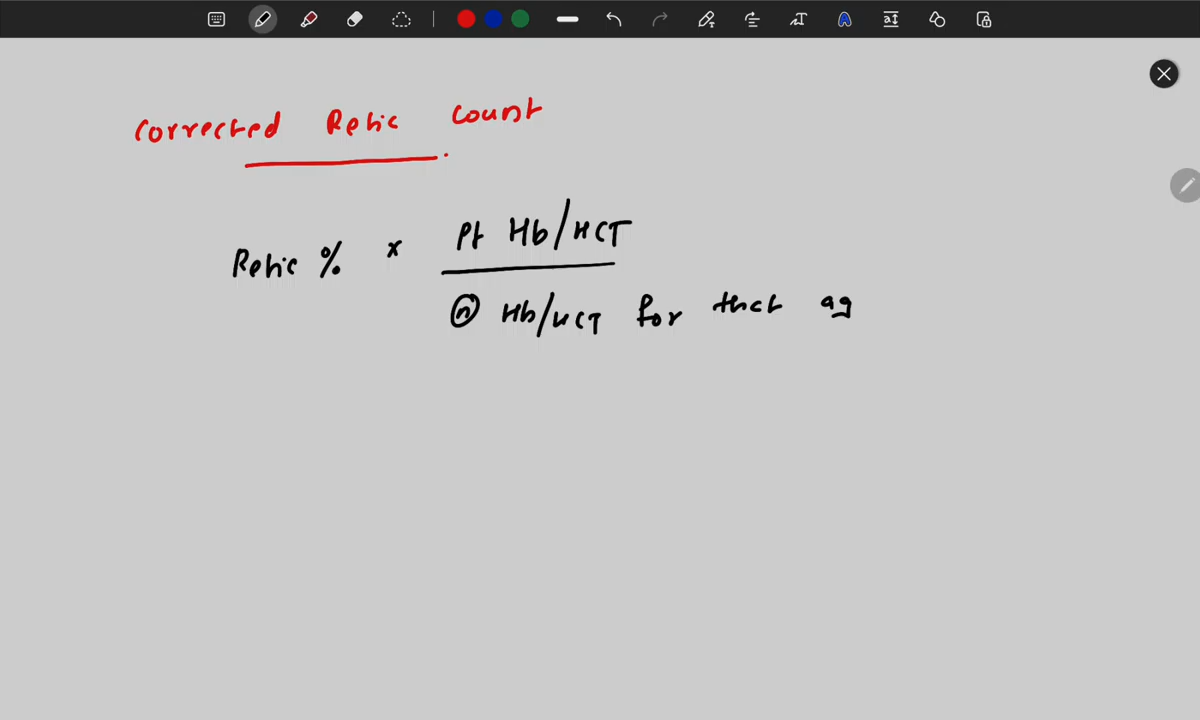 Corrected Retic Count
Retic % × Pt Hb/HCT
ⓝ Hb/HCT for that ag